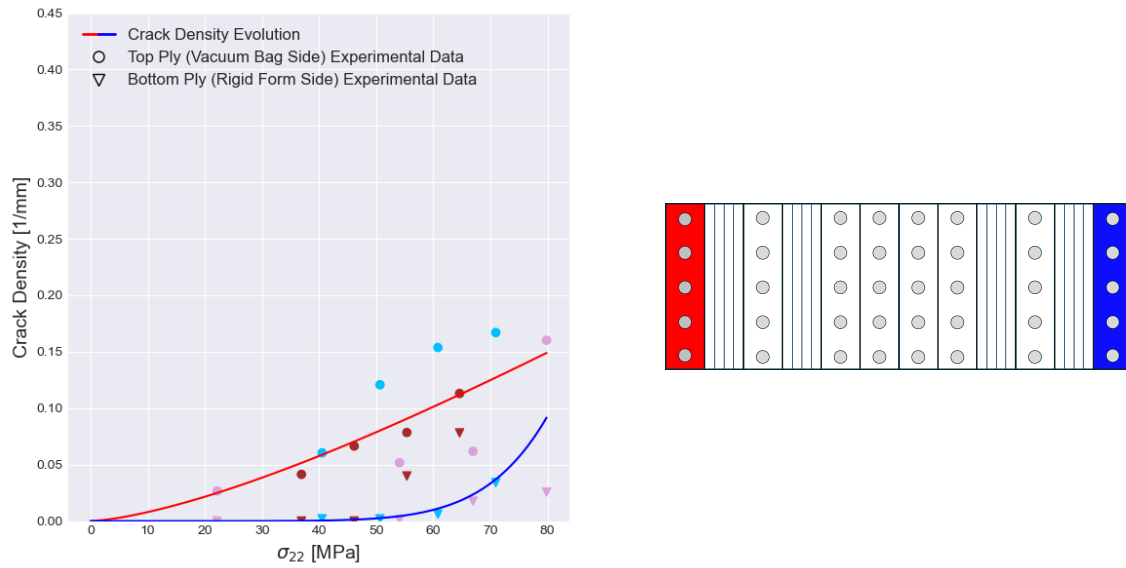 0.45
Crack Density Evolution
Top Ply (Vacuum Bag Side) Experimental Data
Bottom Ply (Rigid Form Side) Experimental Data
0.40
0.35
0.30
0.25
0.20
0.15
0.10
0.05
0.00
Crack Density [1/mm]
0 10 20 30 40 50 60 70 80
σ22 [MPa]